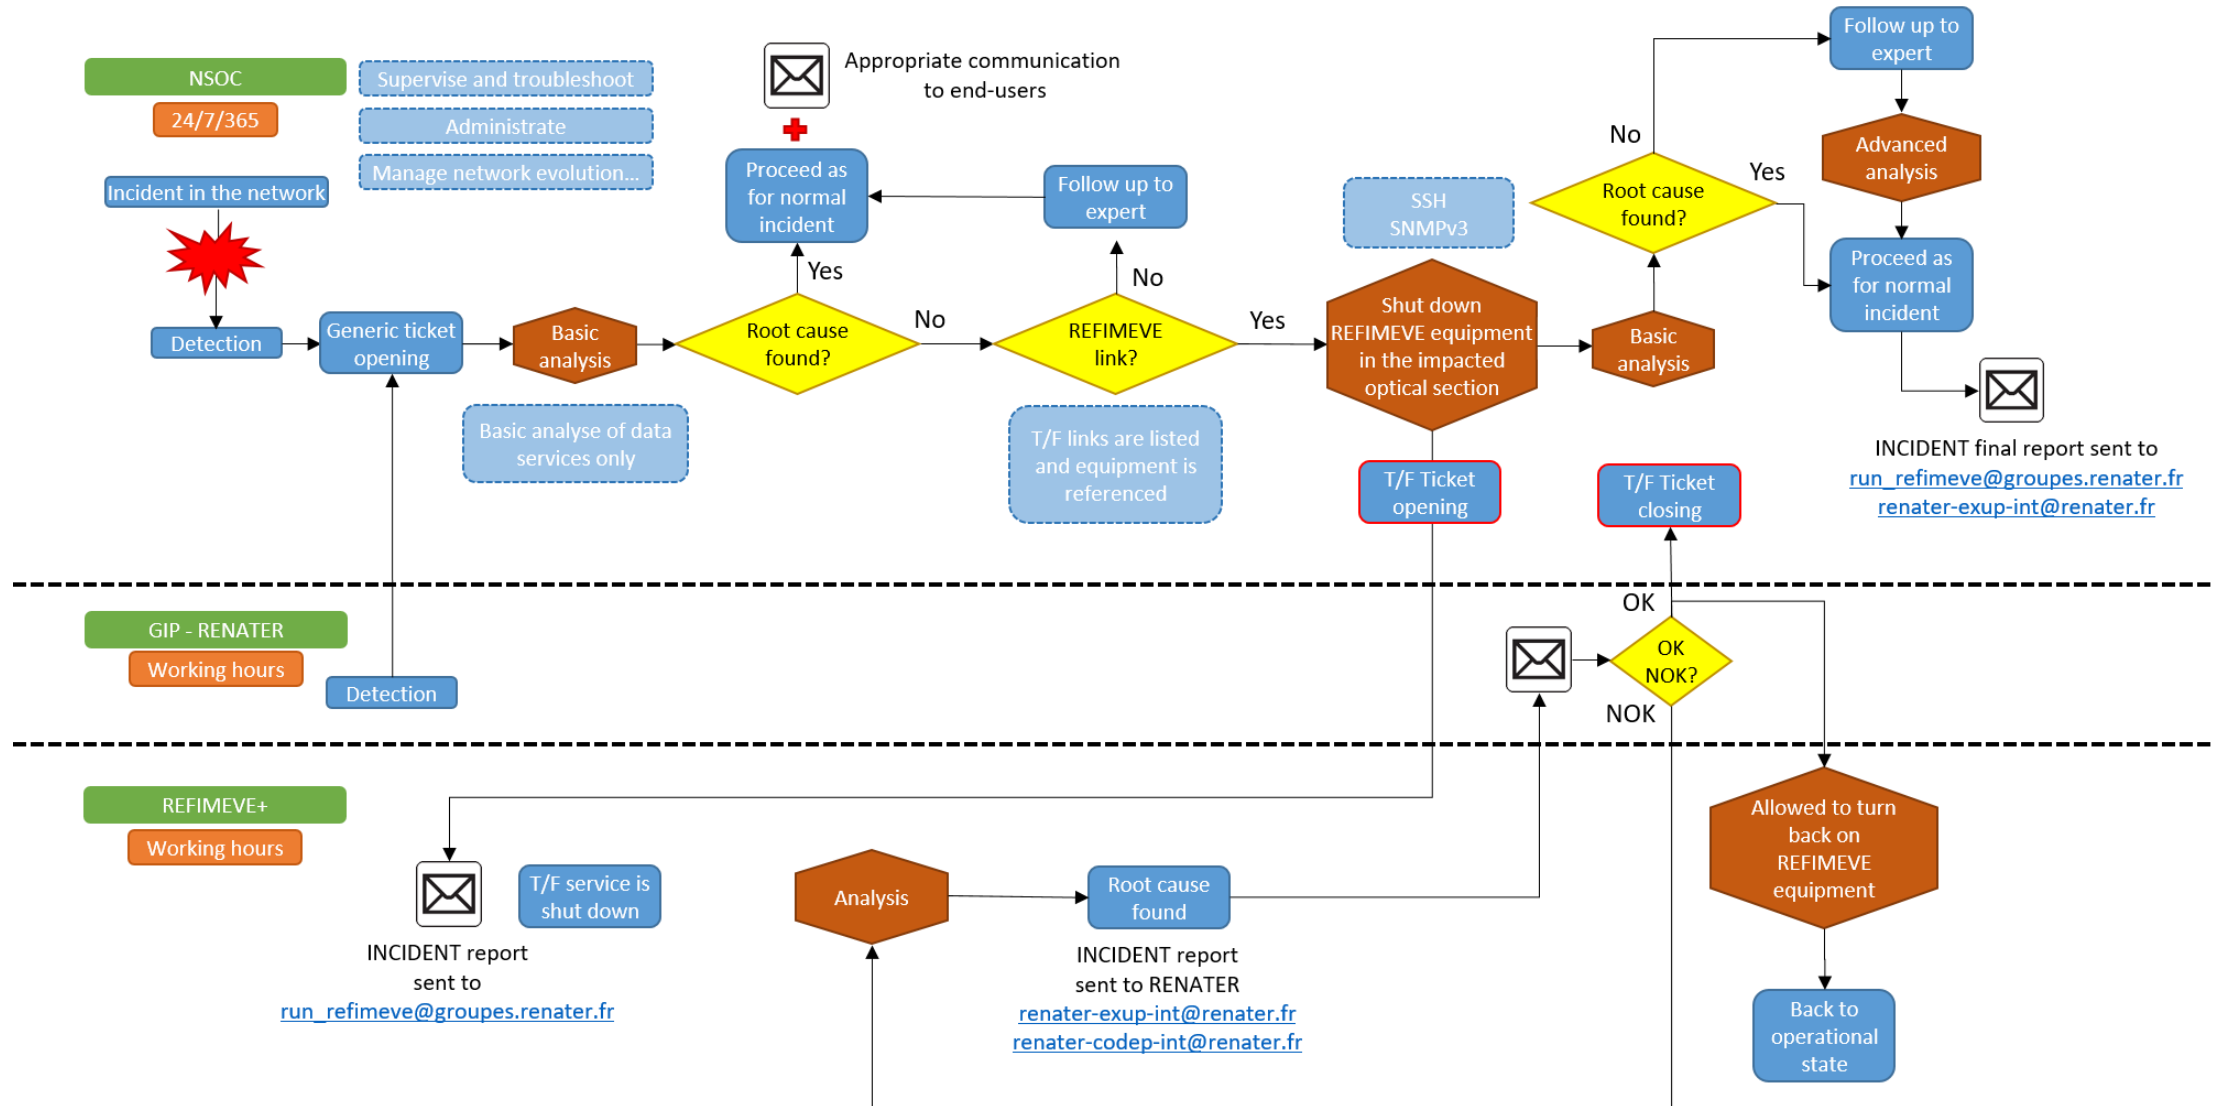 NSOC
24/7/365
Supervise and troubleshoot
Administrate
Manage network evolution...
Incident in the network
Detection
Generic ticket
opening
Basic
analysis
Basic analyse of data
services only
Root cause
found?
Yes
No
Proceed as
for normal
incident
Appropriate communication
to end-users
Follow up to
expert
No
REFIMEVE
link?
Yes
T/F links are listed
and equipment is
referenced
SSH
SNMPv3
Shut down
REFIMEVE equipment
in the impacted
optical section
T/F Ticket
opening
Basic
analysis
Root cause
found?
No
Yes
Follow up to
expert
Advanced
analysis
Proceed as
for normal
incident
INCIDENT final report sent to
run_refimeve@groupes.renater.fr
renater-exup-int@renater.fr
T/F Ticket
closing
GIP - RENATER
Working hours
Detection
OK
OK
NOK?
NOK
REFIMEVE+
Working hours
T/F service is
shut down
INCIDENT report
sent to
run_refimeve@groupes.renater.fr
Analysis
Root cause
found
INCIDENT report
sent to RENATER
renater-exup-int@renater.fr
renater-codep-int@renater.fr
Allowed to turn
back on
REFIMEVE
equipment
Back to
operational
state